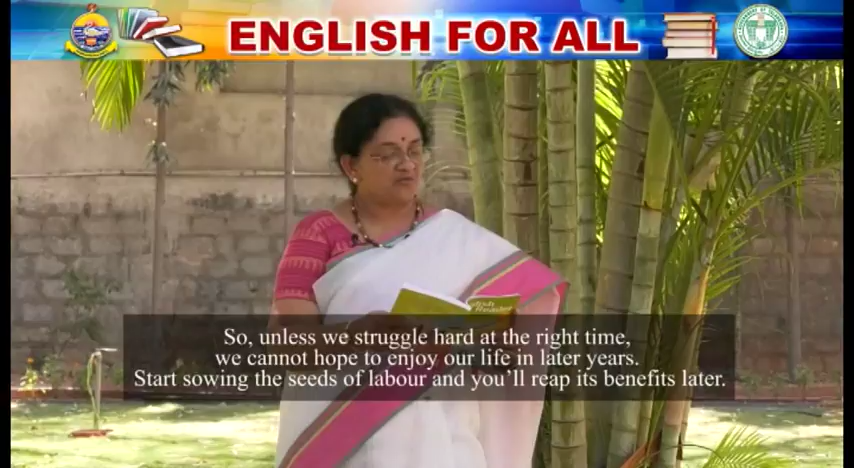 ENGLISH FOR ALL
So, unless we struggle hard at the right time,
we cannot hope to enjoy our life in later years.
Start sowing the seeds of labour and you'll reap its benefits later.
Reader